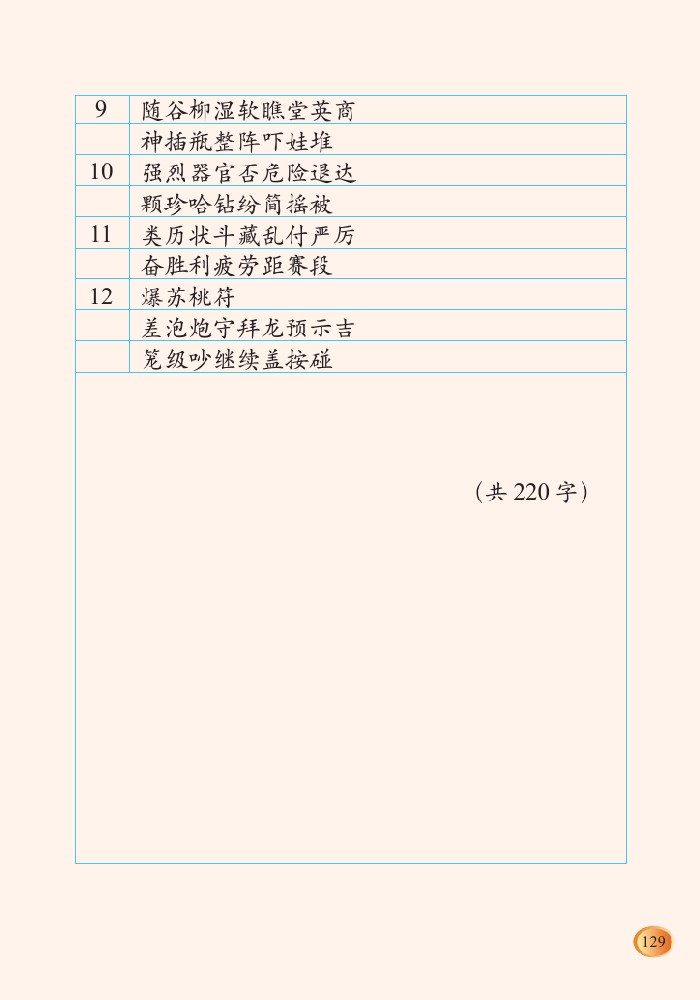 9 随谷柳湿软瞧堂英商
神插瓶整阵吓娃堆
10 强烈器官否危险退达
颗珍哈钻纷简摇被
11 类历状斗藏乱付严厉
奋胜利疲劳距赛段
12 爆苏桃符
差泡炮守拜龙预示吉
笼级吵继续盖按碰
（共 220 字）
129